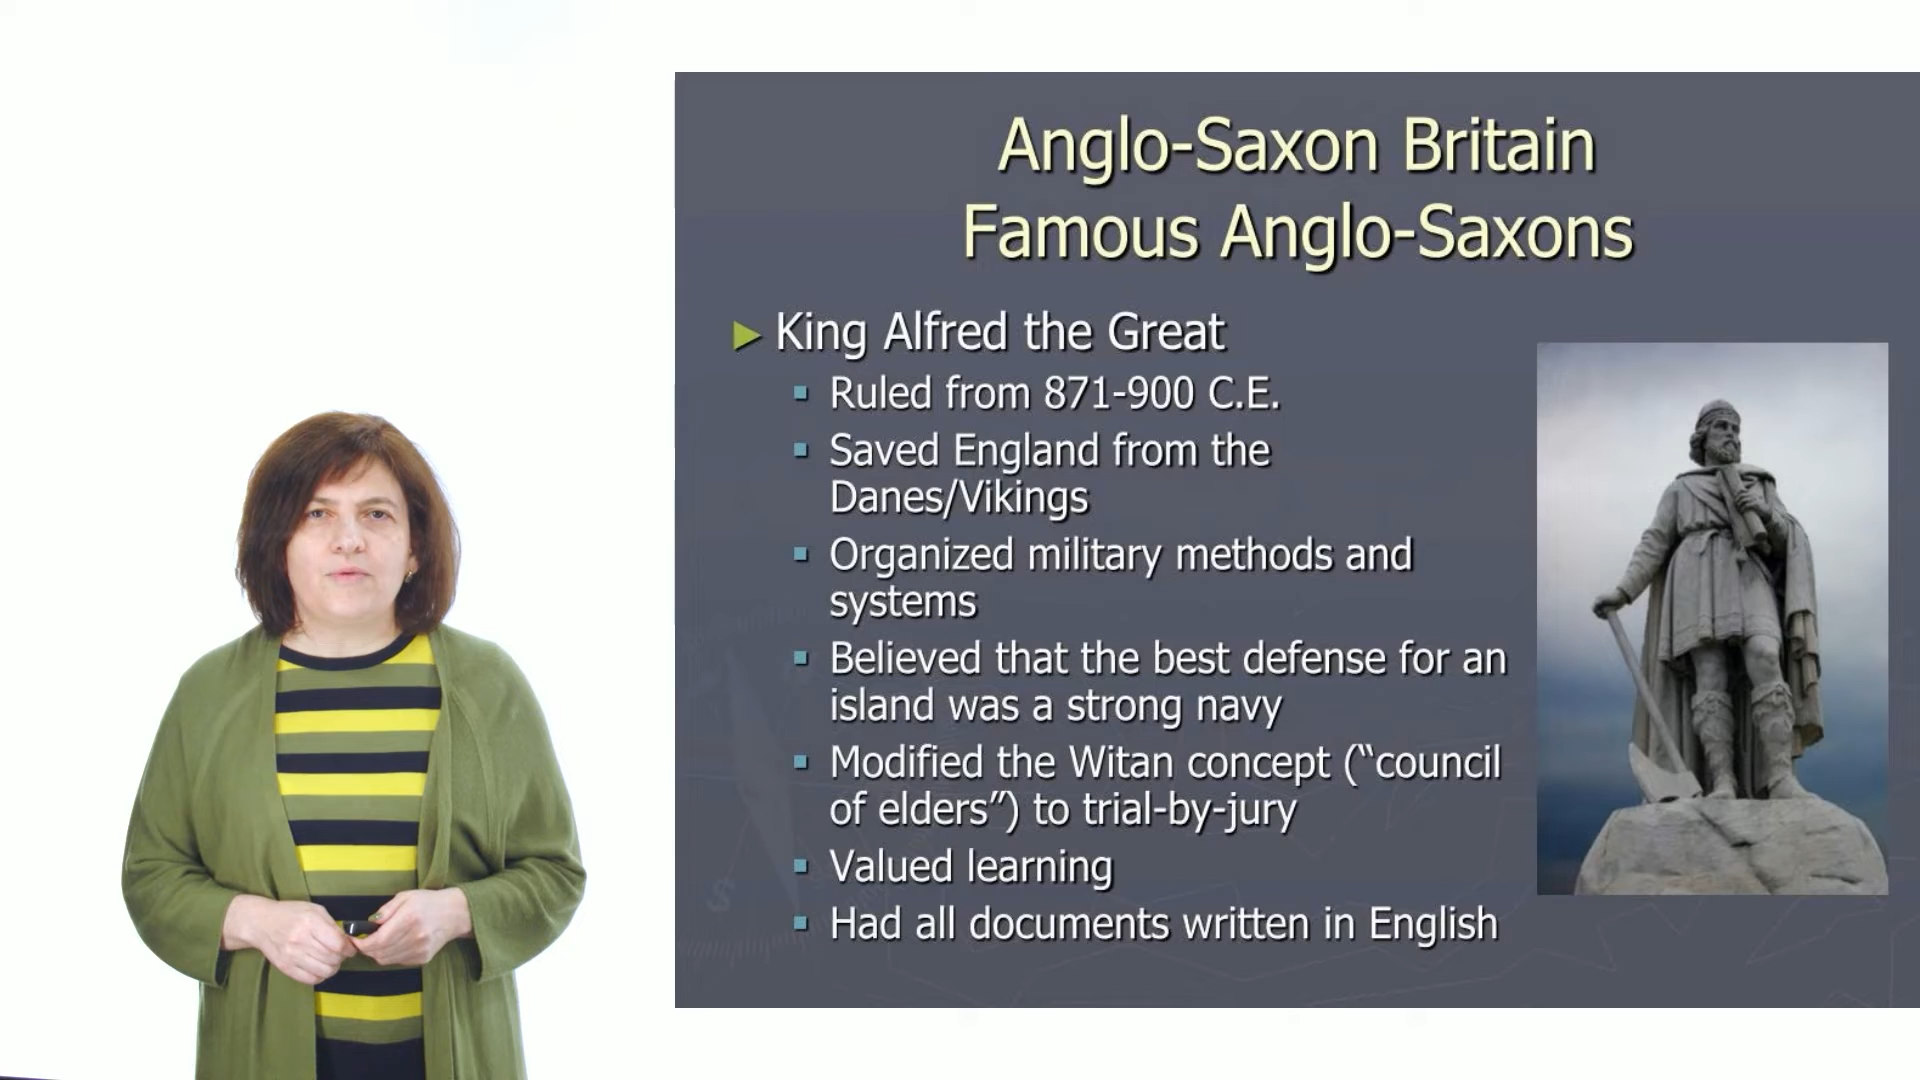 Anglo-Saxon Britain
Famous Anglo-Saxons
King Alfred the Great
Ruled from 871-900 C.E.
Saved England from the
Danes/Vikings
Organized military methods and
systems
Believed that the best defense for an
island was a strong navy
Modified the Witan concept (“council
of elders”) to trial-by-jury
Valued learning
Had all documents written in English